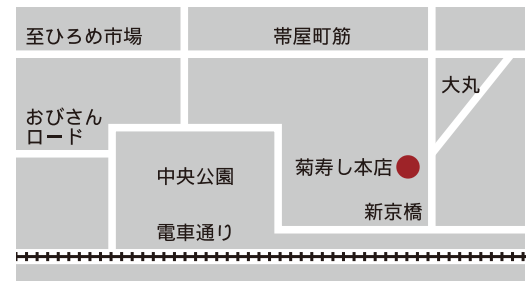 至ひろめ市場
帯屋町筋
大丸
おびさん
ロード
中央公園
菊寿し本店
新京橋
電車通り